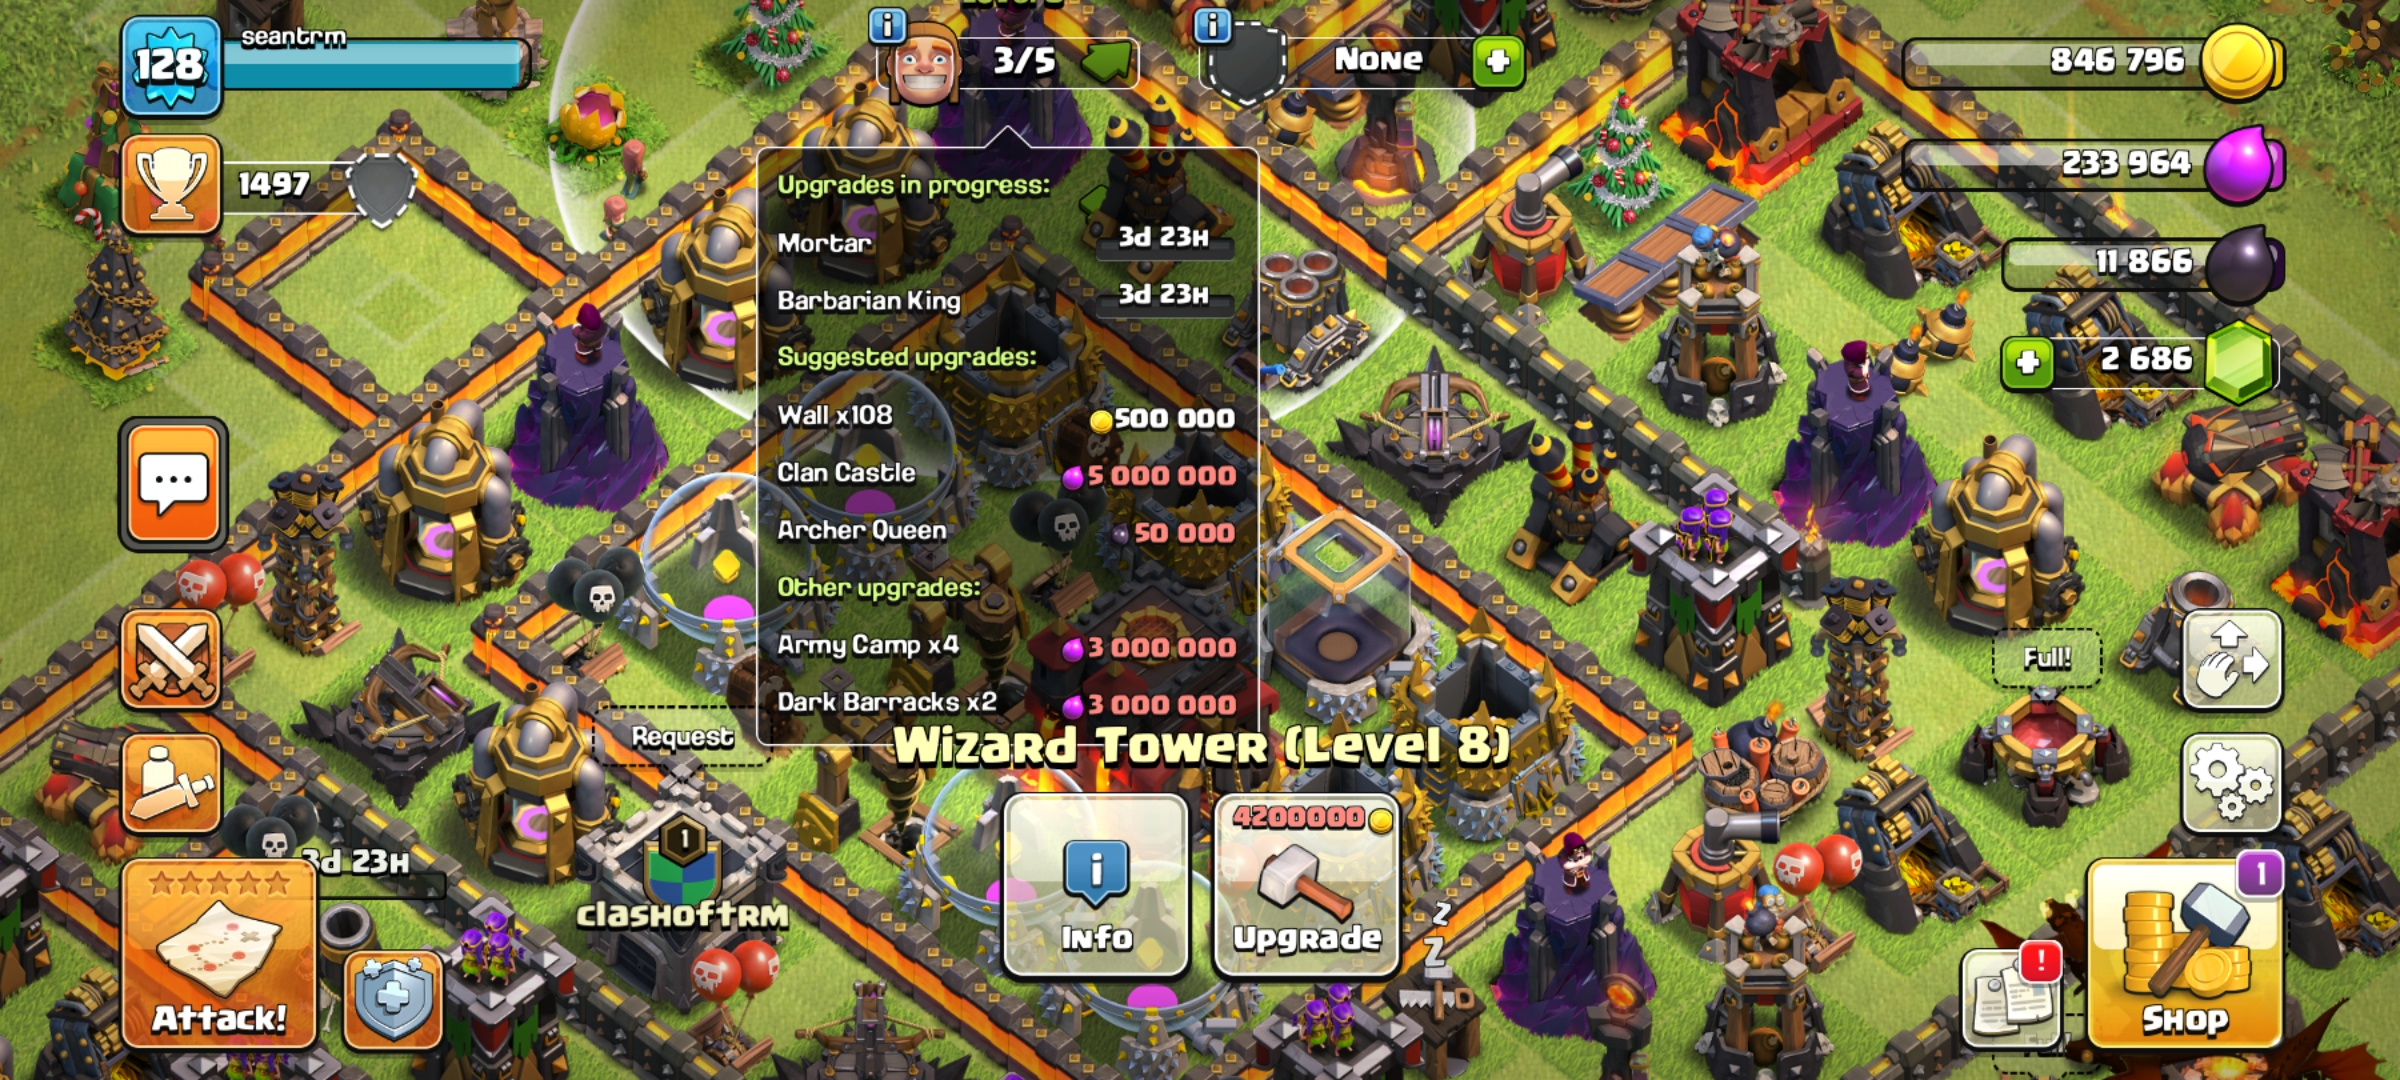 128
seantrm
3/5
None
846 796
1497
233 964
11 866
2 686
Upgrades in progress:
Mortar 3d 23H
Barbarian King 3d 23H
Suggested upgrades:
Wall x108 500 000
Clan Castle 5 000 000
Archer Queen 50 000
Other upgrades:
Army Camp x4 3 000 000
Dark Barracks x2 3 000 000
Full!
Request
Wizard Tower (Level 8)
4200000
Info
Upgrade
3d 23H
1
clashoftrm
z
Z
Attack!
!
1
Shop